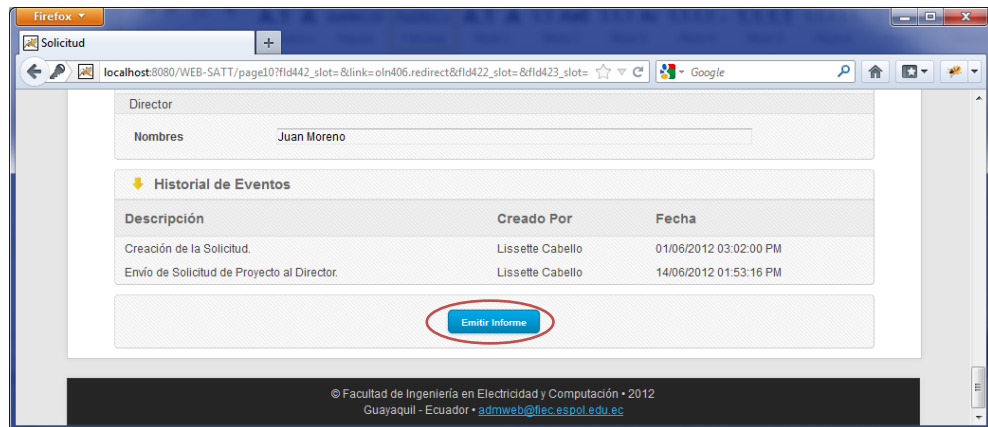 Firefox
Solicitud
+
localhost:8080/WEB-SATT/page10?fld442_slot=&link=oln406.redirect&fld422_slot=&fld423_slot=
Google
Director
Nombres Juan Moreno
Historial de Eventos
Descripción Creado Por Fecha
Creación de la Solicitud. Lissette Cabello 01/06/2012 03:02:00 PM
Envío de Solicitud de Proyecto al Director. Lissette Cabello 14/06/2012 01:53:16 PM
Emitir Informe
© Facultad de Ingeniería en Electricidad y Computación • 2012
Guayaquil - Ecuador • admweb@fiec.espol.edu.ec